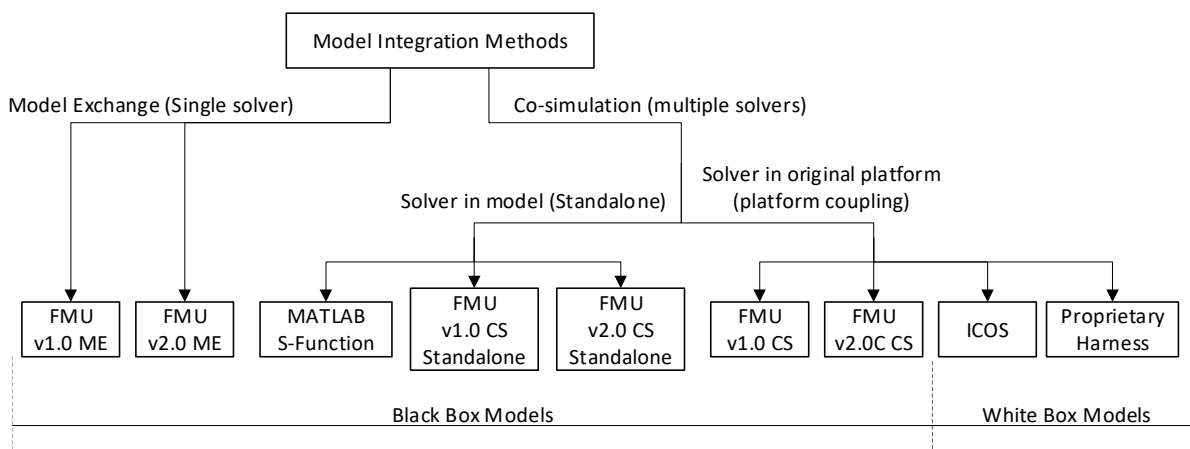 Model Integration Methods
Model Exchange (Single solver)
Co-simulation (multiple solvers)
Solver in model (Standalone)
Solver in original platform
(platform coupling)
FMU
v1.0 ME
FMU
v2.0 ME
MATLAB
S-Function
FMU
v1.0 CS
Standalone
FMU
v2.0 CS
Standalone
FMU
v1.0 CS
FMU
v2.0C CS
ICOS
Proprietary
Harness
Black Box Models
White Box Models